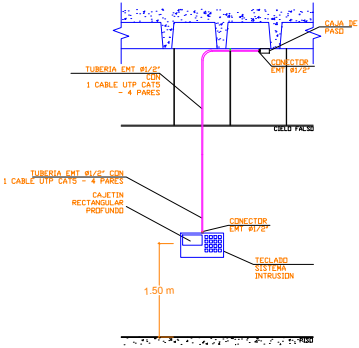 CAJA DE
PASO
CONECTOR
EMT Ø1/2"
TUBERIA EMT Ø1/2"
CON
1 CABLE UTP CAT5
- 4 PARES
CIELO FALSO
TUBERIA EMT Ø1/2" CON
1 CABLE UTP CAT5 - 4 PARES
CAJETIN
RECTANGULAR
PROFUNDO
CONECTOR
EMT Ø1/2"
TECLADO
SISTEMA
INTRUSION
1.50 m
PISO